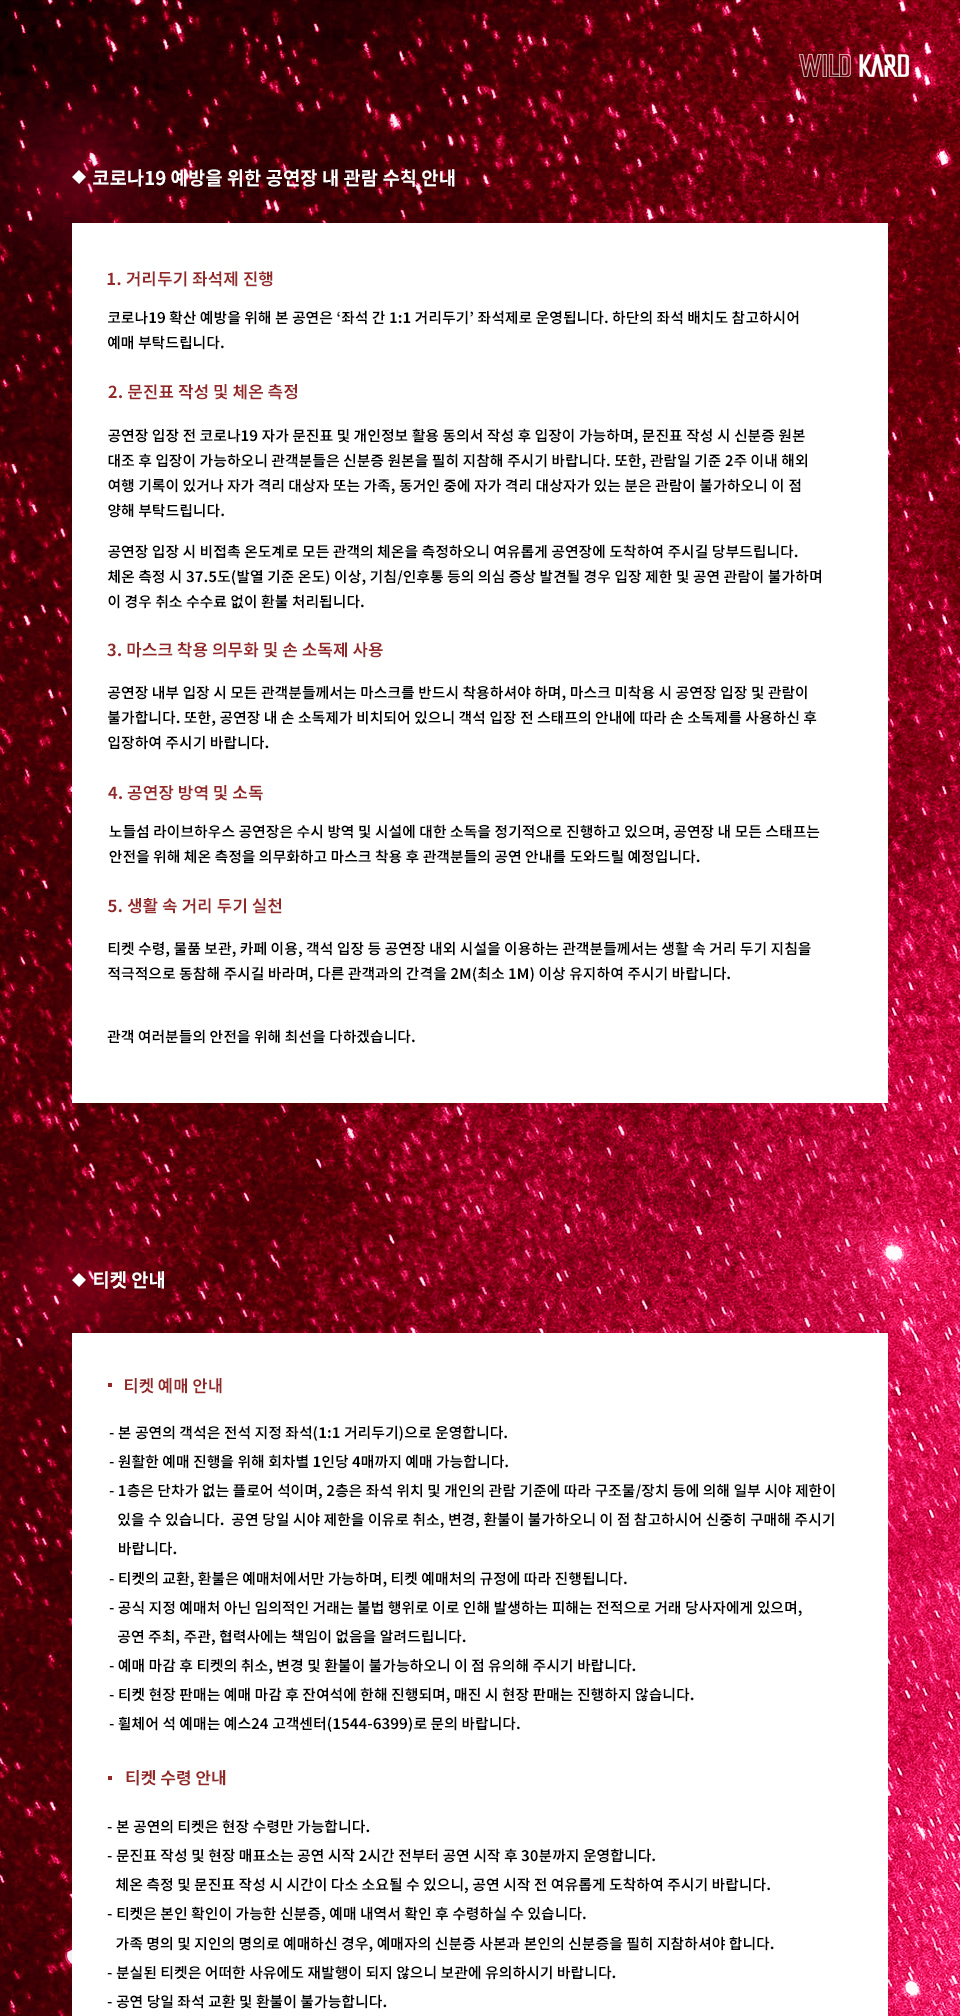 WILD KARD
◆ 코로나19 예방을 위한 공연장 내 관람 수칙 안내
1. 거리두기 좌석제 진행
코로나19 확산 예방을 위해 본 공연은 ‘좌석 간 1:1 거리두기’ 좌석제로 운영됩니다. 하단의 좌석 배치도 참고하시어
예매 부탁드립니다.
2. 문진표 작성 및 체온 측정
공연장 입장 전 코로나19 자가 문진표 및 개인정보 활용 동의서 작성 후 입장이 가능하며, 문진표 작성 시 신분증 원본
대조 후 입장이 가능하오니 관객분들은 신분증 원본을 필히 지참해 주시기 바랍니다. 또한, 관람일 기준 2주 이내 해외
여행 기록이 있거나 자가 격리 대상자 또는 가족, 동거인 중에 자가 격리 대상자가 있는 분은 관람이 불가하오니 이 점
양해 부탁드립니다.
공연장 입장 시 비접촉 온도계로 모든 관객의 체온을 측정하오니 여유롭게 공연장에 도착하여 주시길 당부드립니다.
체온 측정 시 37.5도(발열 기준 온도) 이상, 기침/인후통 등의 의심 증상 발견될 경우 입장 제한 및 공연 관람이 불가하며
이 경우 취소 수수료 없이 환불 처리됩니다.
3. 마스크 착용 의무화 및 손 소독제 사용
공연장 내부 입장 시 모든 관객분들께서는 마스크를 반드시 착용하셔야 하며, 마스크 미착용 시 공연장 입장 및 관람이
불가합니다. 또한, 공연장 내 손 소독제가 비치되어 있으니 객석 입장 전 스태프의 안내에 따라 손 소독제를 사용하신 후
입장하여 주시기 바랍니다.
4. 공연장 방역 및 소독
노들섬 라이브하우스 공연장은 수시 방역 및 시설에 대한 소독을 정기적으로 진행하고 있으며, 공연장 내 모든 스태프는
안전을 위해 체온 측정을 의무화하고 마스크 착용 후 관객분들의 공연 안내를 도와드릴 예정입니다.
5. 생활 속 거리 두기 실천
티켓 수령, 물품 보관, 카페 이용, 객석 입장 등 공연장 내외 시설을 이용하는 관객분들께서는 생활 속 거리 두기 지침을
적극적으로 동참해 주시길 바라며, 다른 관객과의 간격을 2M(최소 1M) 이상 유지하여 주시기 바랍니다.
관객 여러분들의 안전을 위해 최선을 다하겠습니다.
◆ 티켓 안내
▪ 티켓 예매 안내
- 본 공연의 객석은 전석 지정 좌석(1:1 거리두기)으로 운영합니다.
- 원활한 예매 진행을 위해 회차별 1인당 4매까지 예매 가능합니다.
- 1층은 단차가 없는 플로어 석이며, 2층은 좌석 위치 및 개인의 관람 기준에 따라 구조물/장치 등에 의해 일부 시야 제한이
있을 수 있습니다. 공연 당일 시야 제한을 이유로 취소, 변경, 환불이 불가하오니 이 점 참고하시어 신중히 구매해 주시기
바랍니다.
- 티켓의 교환, 환불은 예매처에서만 가능하며, 티켓 예매처의 규정에 따라 진행됩니다.
- 공식 지정 예매처 아닌 임의적인 거래는 불법 행위로 이로 인해 발생하는 피해는 전적으로 거래 당사자에게 있으며,
공연 주최, 주관, 협력사에는 책임이 없음을 알려드립니다.
- 예매 마감 후 티켓의 취소, 변경 및 환불이 불가능하오니 이 점 유의해 주시기 바랍니다.
- 티켓 현장 판매는 예매 마감 후 잔여석에 한해 진행되며, 매진 시 현장 판매는 진행하지 않습니다.
- 휠체어 석 예매는 예스24 고객센터(1544-6399)로 문의 바랍니다.
▪ 티켓 수령 안내
- 본 공연의 티켓은 현장 수령만 가능합니다.
- 문진표 작성 및 현장 매표소는 공연 시작 2시간 전부터 공연 시작 후 30분까지 운영합니다.
체온 측정 및 문진표 작성 시 시간이 다소 소요될 수 있으니, 공연 시작 전 여유롭게 도착하여 주시기 바랍니다.
- 티켓은 본인 확인이 가능한 신분증, 예매 내역서 확인 후 수령하실 수 있습니다.
가족 명의 및 지인의 명의로 예매하신 경우, 예매자의 신분증 사본과 본인의 신분증을 필히 지참하셔야 합니다.
- 분실된 티켓은 어떠한 사유에도 재발행이 되지 않으니 보관에 유의하시기 바랍니다.
- 공연 당일 좌석 교환 및 환불이 불가능합니다.